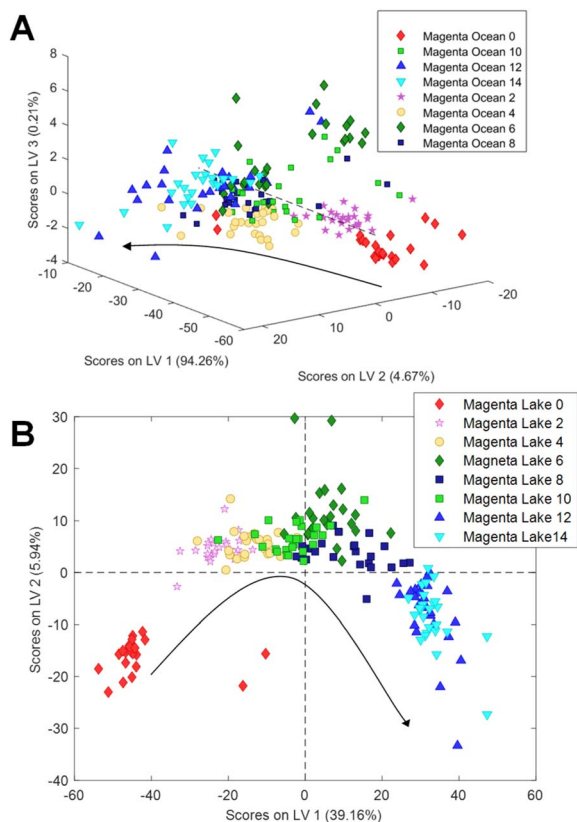 A
Magenta Ocean 0
Magenta Ocean 10
Magenta Ocean 12
Magenta Ocean 14
Magenta Ocean 2
Magenta Ocean 4
Magenta Ocean 6
Magenta Ocean 8
Scores on LV 3 (0.21%)
8
6
4
2
0
-2
-4
-10
-20
-30
-40
-50
-60
Scores on LV 1 (94.26%)
20
10
0
-10
-20
Scores on LV 2 (4.67%)
B
Magenta Lake 0
Magenta Lake 2
Magenta Lake 4
Magneta Lake 6
Magenta Lake 8
Magenta Lake 10
Magenta Lake 12
Magenta Lake14
Scores on LV 2 (5.94%)
30
20
10
0
-10
-20
-30
-40
-60
-40
-20
0
20
40
60
Scores on LV 1 (39.16%)